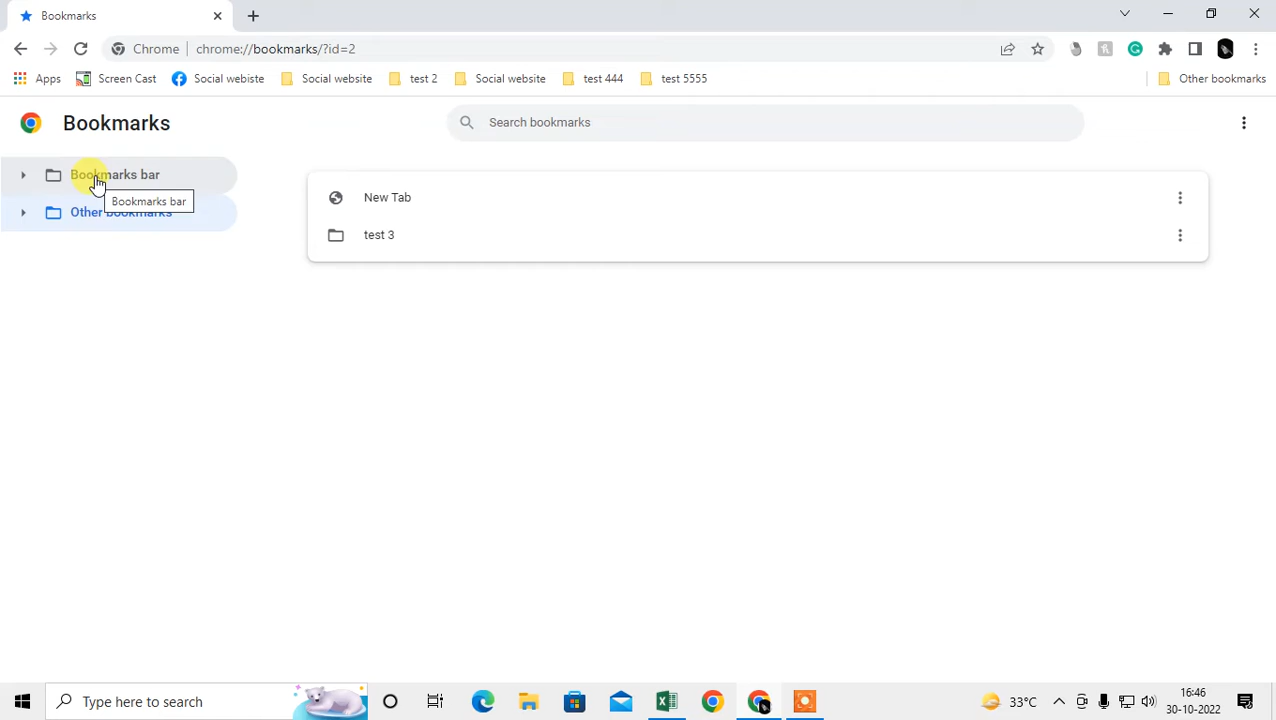 Bookmarks
Chrome chrome://bookmarks/?id=2
Apps Screen Cast Social webiste Social website test 2 Social website test 444 test 5555 Other bookmarks
Bookmarks Search bookmarks
Bookmarks bar
Bookmarks bar
Other bookmarks
New Tab
test 3
Type here to search
33°C
16:46
30-10-2022